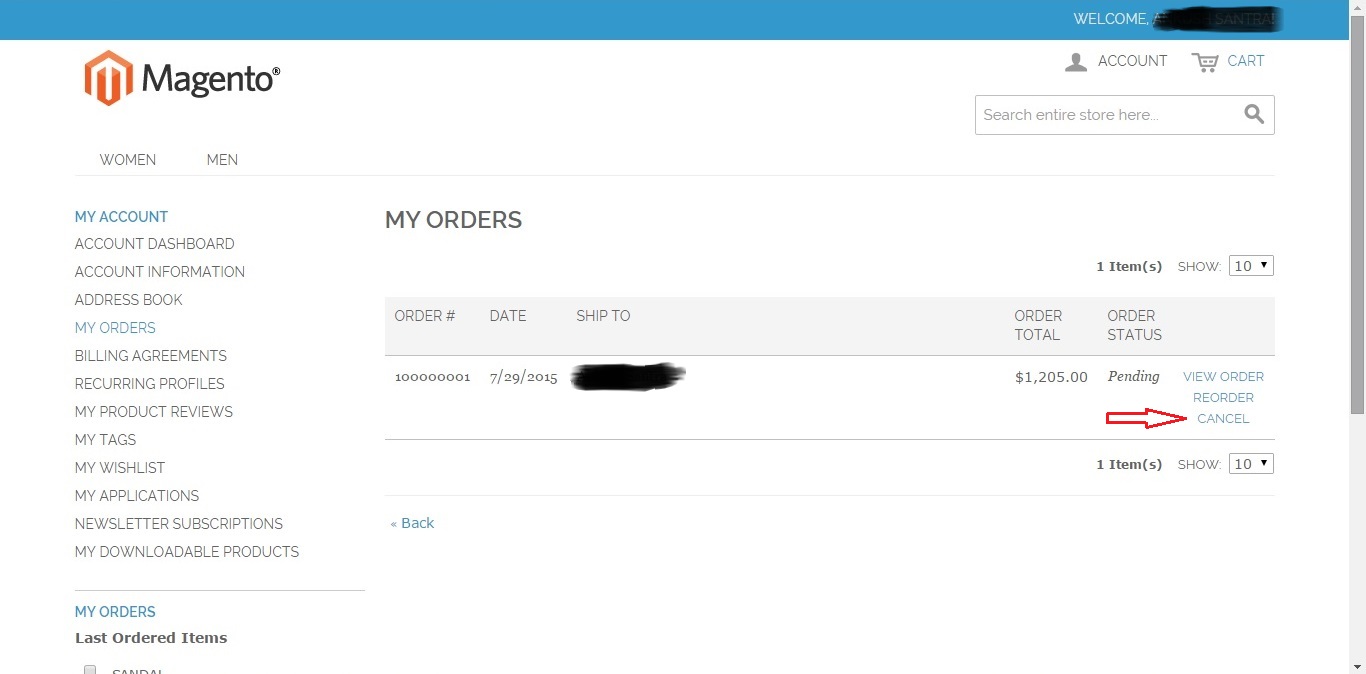 WELCOME,
Magento®
ACCOUNT
CART
Search entire store here...
WOMEN
MEN
MY ACCOUNT
ACCOUNT DASHBOARD
ACCOUNT INFORMATION
ADDRESS BOOK
MY ORDERS
BILLING AGREEMENTS
RECURRING PROFILES
MY PRODUCT REVIEWS
MY TAGS
MY WISHLIST
MY APPLICATIONS
NEWSLETTER SUBSCRIPTIONS
MY DOWNLOADABLE PRODUCTS
MY ORDERS
Last Ordered Items
SANDAL
MY ORDERS
1 Item(s) SHOW: 10
ORDER # DATE SHIP TO ORDER TOTAL ORDER STATUS
100000001 7/29/2015 $1,205.00 Pending VIEW ORDER
REORDER
CANCEL
1 Item(s) SHOW: 10
« Back